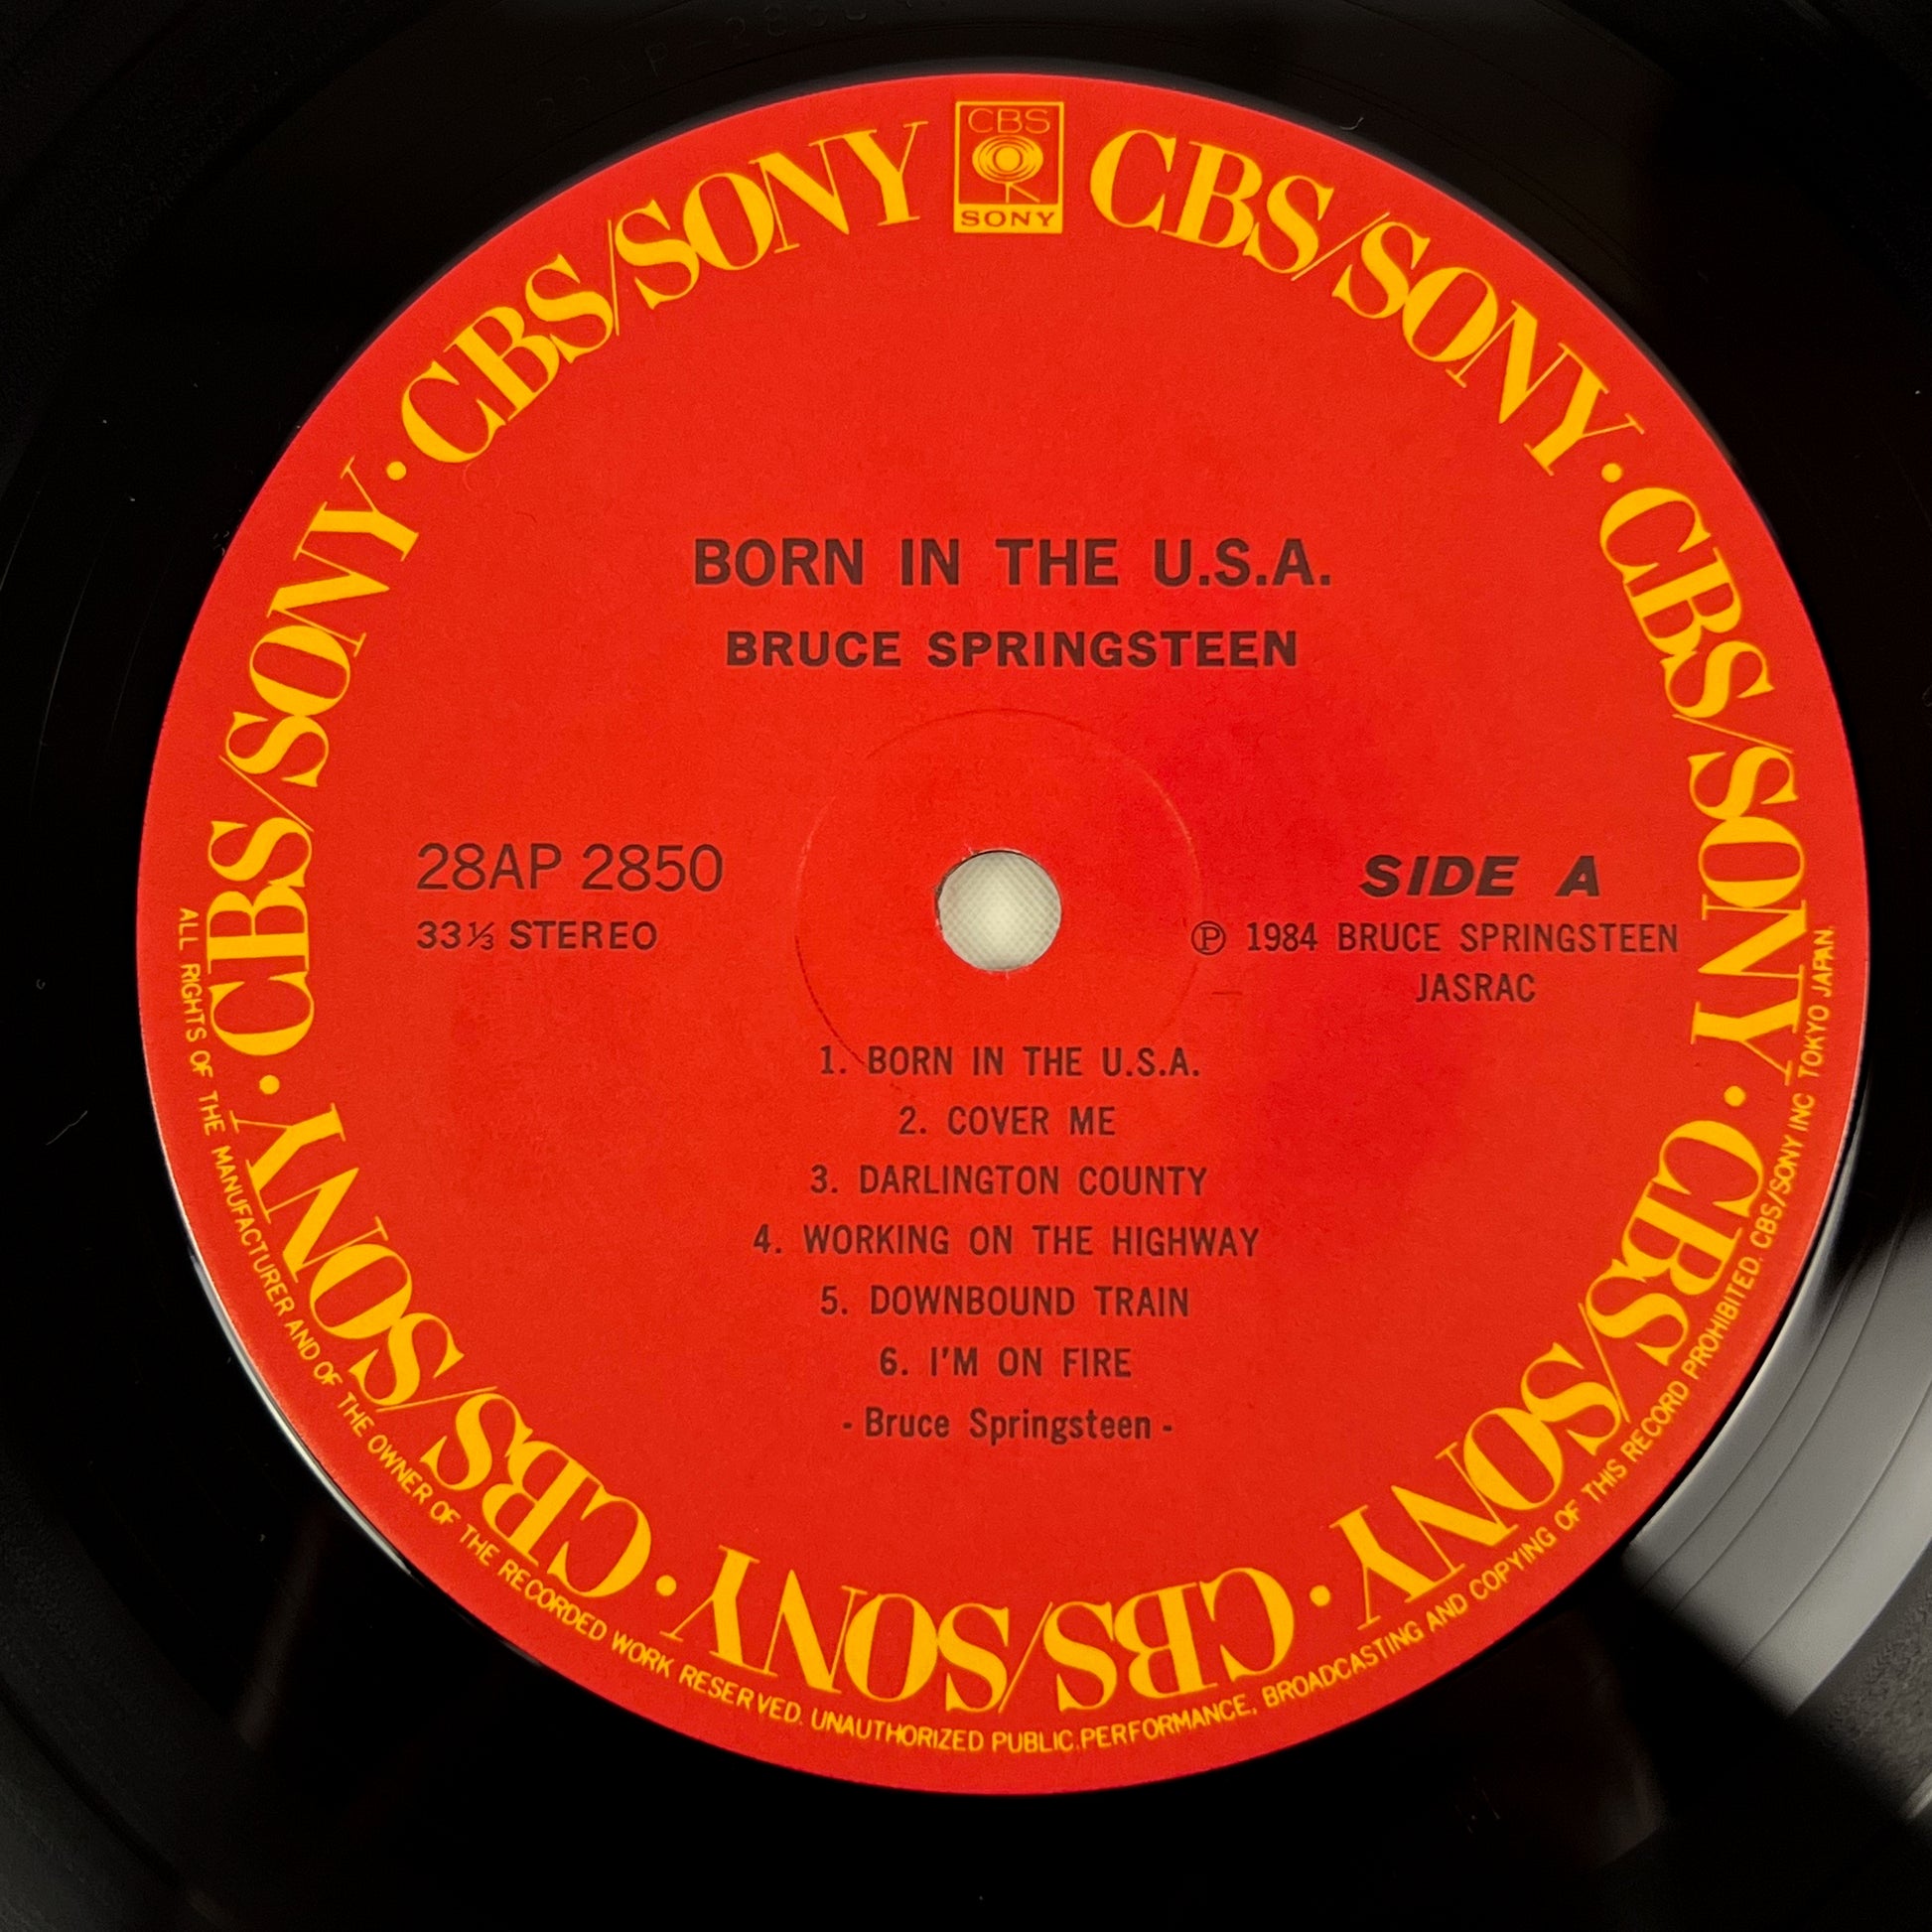 CBS
SONY
CBS/SONY · CBS/SONY · CBS/SONY · CBS/SONY · CBS/SONY · CBS/SONY · CBS/SONY
BORN IN THE U.S.A.
BRUCE SPRINGSTEEN
28AP 2850
33⅓ STEREO
SIDE A
Ⓟ 1984 BRUCE SPRINGSTEEN
JASRAC
1. BORN IN THE U.S.A.
2. COVER ME
3. DARLINGTON COUNTY
4. WORKING ON THE HIGHWAY
5. DOWNBOUND TRAIN
6. I'M ON FIRE
- Bruce Springsteen -
ALL RIGHTS OF THE MANUFACTURER AND OF THE OWNER OF THE RECORDED WORK RESERVED. UNAUTHORIZED PUBLIC.PERFORMANCE, BROADCASTING AND COPYING OF THIS RECORD PROHIBITED. CBS/SONY INC TOKYO JAPAN.